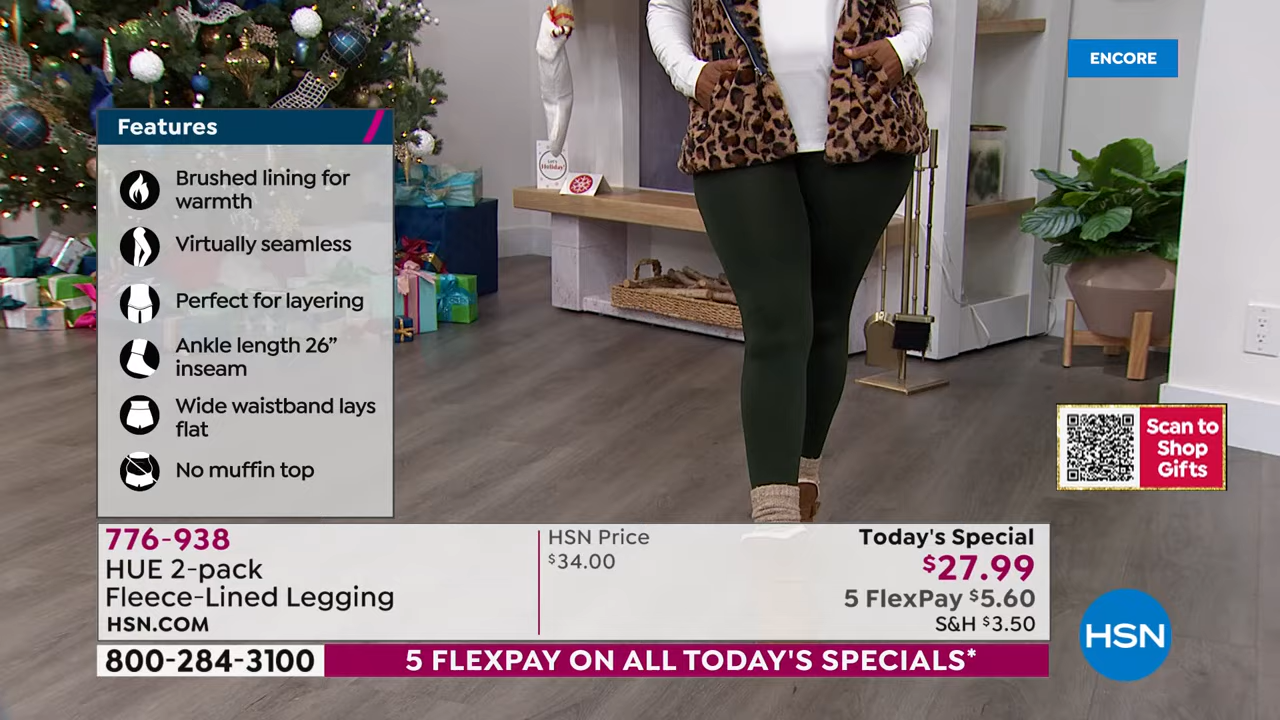 ENCORE
Features
Brushed lining for
warmth
Virtually seamless
Perfect for layering
Ankle length 26”
inseam
Wide waistband lays
flat
No muffin top
Let's
Holiday!
Scan to
Shop
Gifts
776-938
HUE 2-pack
Fleece-Lined Legging
HSN.COM
HSN Price
$34.00
Today's Special
$27.99
5 FlexPay $5.60
S&H $3.50
HSN
800-284-3100
5 FLEXPAY ON ALL TODAY'S SPECIALS*